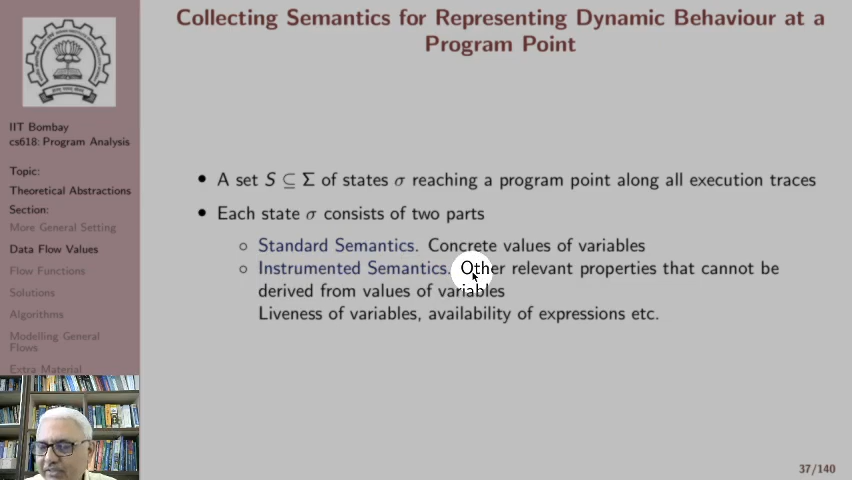 Collecting Semantics for Representing Dynamic Behaviour at a
Program Point
IIT Bombay
cs618: Program Analysis
Topic:
Theoretical Abstractions
Section:
More General Setting
Data Flow Values
Flow Functions
Solutions
Algorithms
Modelling General
Flows
Extra Material
• A set S ⊆ Σ of states σ reaching a program point along all execution traces
• Each state σ consists of two parts
○ Standard Semantics. Concrete values of variables
○ Instrumented Semantics. Other relevant properties that cannot be
derived from values of variables
Liveness of variables, availability of expressions etc.
37/140